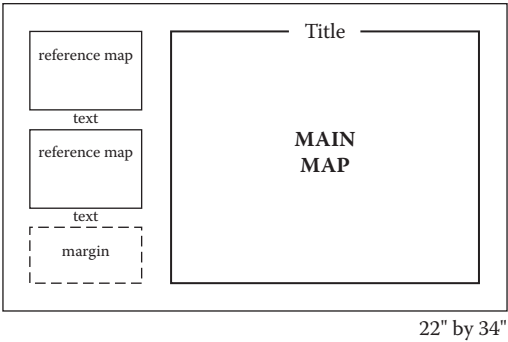 Title
reference map
text
reference map
text
margin
MAIN
MAP
22" by 34"